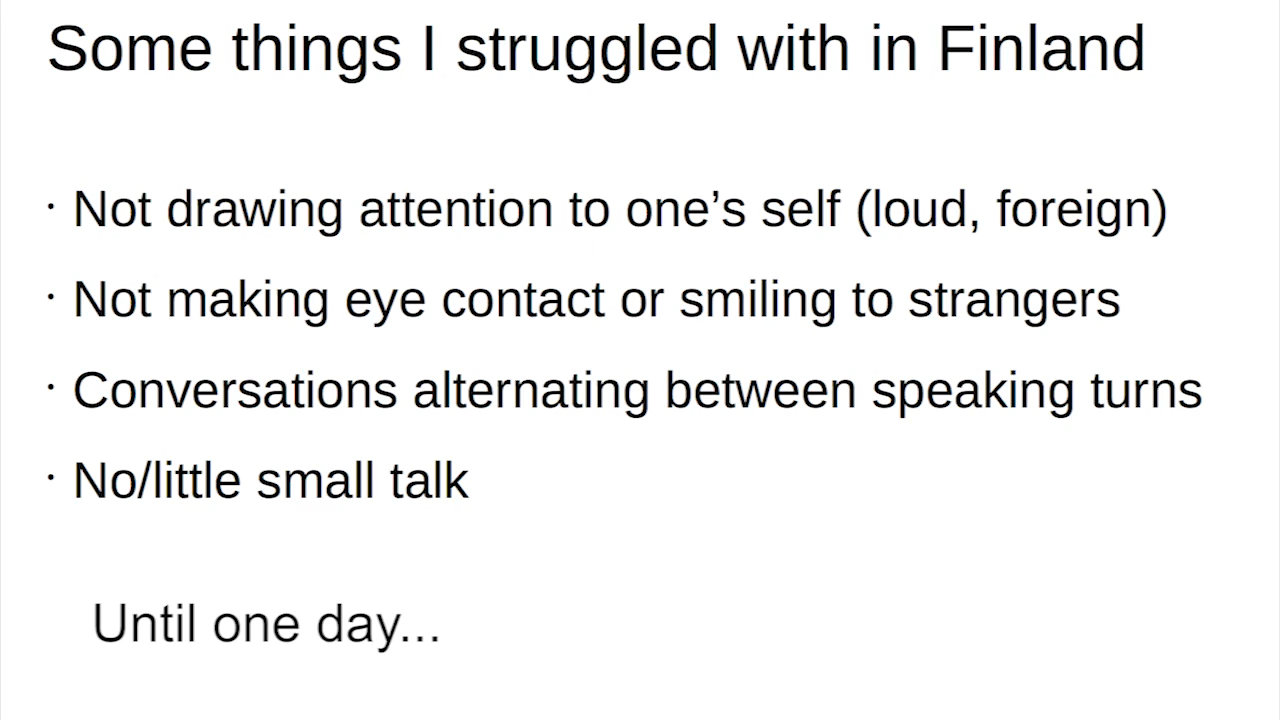 Some things I struggled with in Finland
· Not drawing attention to one’s self (loud, foreign)
· Not making eye contact or smiling to strangers
· Conversations alternating between speaking turns
· No/little small talk
Until one day...